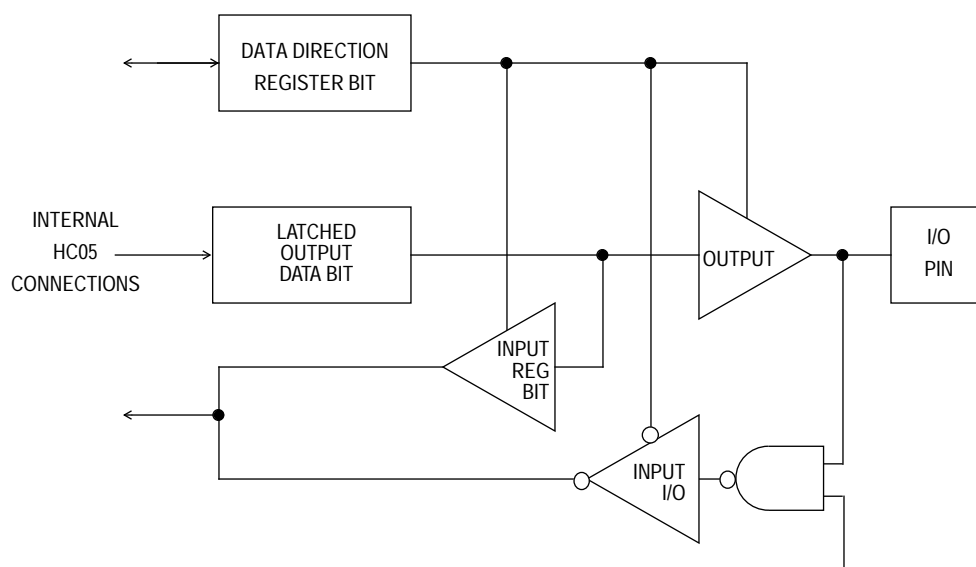 DATA DIRECTION
REGISTER BIT
INTERNAL
HC05
CONNECTIONS
LATCHED
OUTPUT
DATA BIT
OUTPUT
I/O
PIN
INPUT
REG
BIT
INPUT
I/O